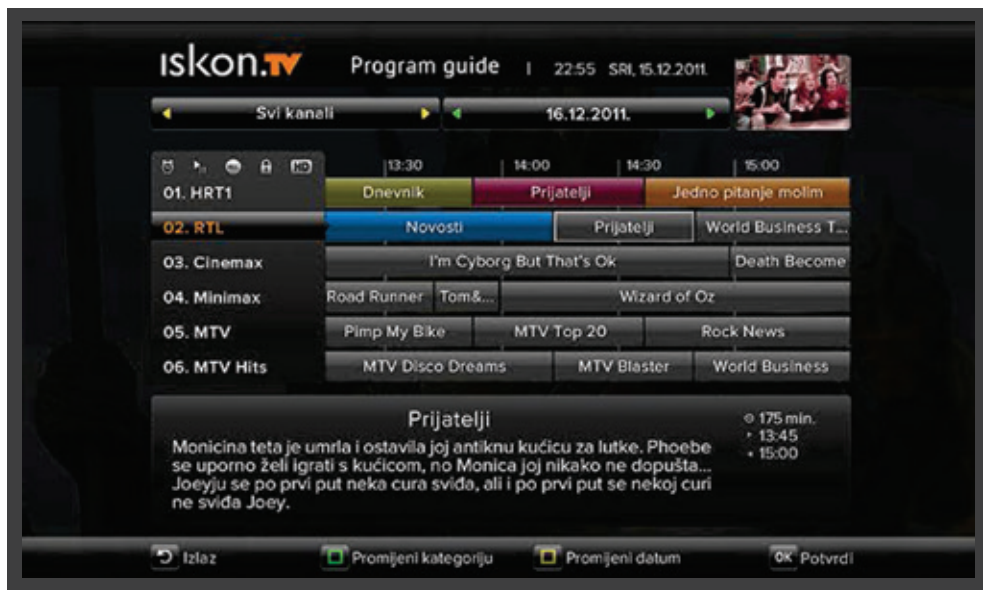 ıskon.TV Program guide | 22:55 SRI, 15.12.2011.
Svi kanali 16.12.2011.
HD 13:30 14:00 14:30 15:00
01. HRT1 Dnevnik Prijatelji Jedno pitanje molim
02. RTL Novosti Prijatelji World Business T...
03. Cinemax I'm Cyborg But That's Ok Death Become
04. Minimax Road Runner Tom&... Wizard of Oz
05. MTV Pimp My Bike MTV Top 20 Rock News
06. MTV Hits MTV Disco Dreams MTV Blaster World Business
Prijatelji
175 min.
13:45
15:00
Monicina teta je umrla i ostavila joj antiknu kućicu za lutke. Phoebe
se uporno želi igrati s kućicom, no Monica joj nikako ne dopušta...
Joeyju se po prvi put neka cura sviđa, ali i po prvi put se nekoj curi
ne sviđa Joey.
Izlaz Promijeni kategoriju Promijeni datum OK Potvrdi